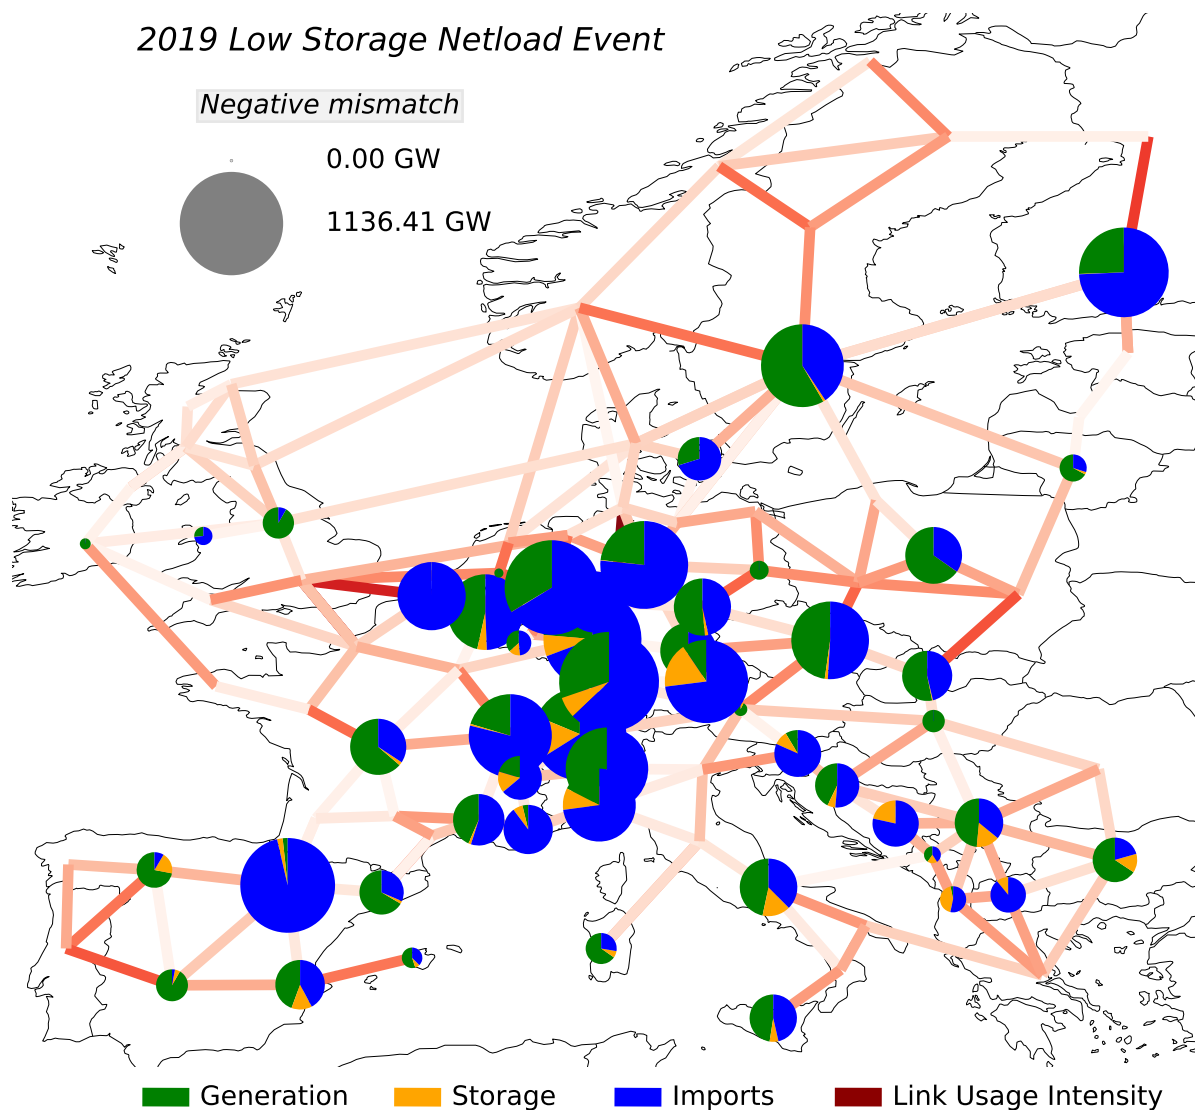 2019 Low Storage Netload Event
Negative mismatch
0.00 GW
1136.41 GW
Generation
Storage
Imports
Link Usage Intensity